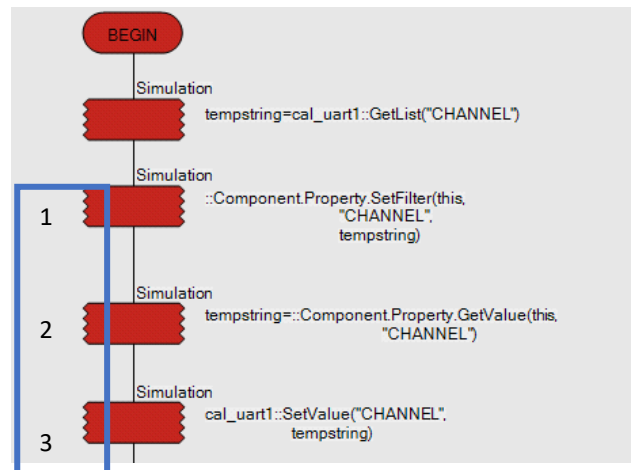 BEGIN
Simulation
tempstring=cal_uart1::GetList("CHANNEL")
Simulation
1
::Component.Property.SetFilter(this,
"CHANNEL",
tempstring)
Simulation
2
tempstring=::Component.Property.GetValue(this,
"CHANNEL")
Simulation
3
cal_uart1::SetValue("CHANNEL",
tempstring)